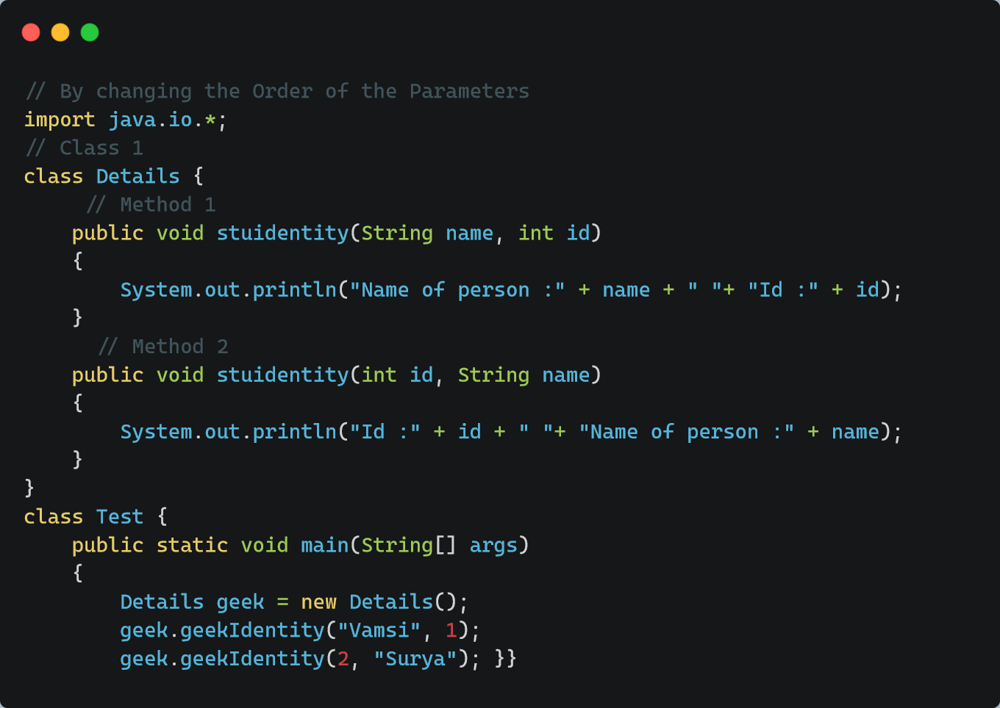 // By changing the Order of the Parameters
import java.io.*;
// Class 1
class Details {
     // Method 1
    public void stuidentity(String name, int id)
    {
        System.out.println("Name of person :" + name + " "+ "Id :" + id);
    }
      // Method 2
    public void stuidentity(int id, String name)
    {
        System.out.println("Id :" + id + " "+ "Name of person :" + name);
    }
}
class Test {
    public static void main(String[] args)
    {
        Details geek = new Details();
        geek.geekIdentity("Vamsi", 1);
        geek.geekIdentity(2, "Surya"); }}